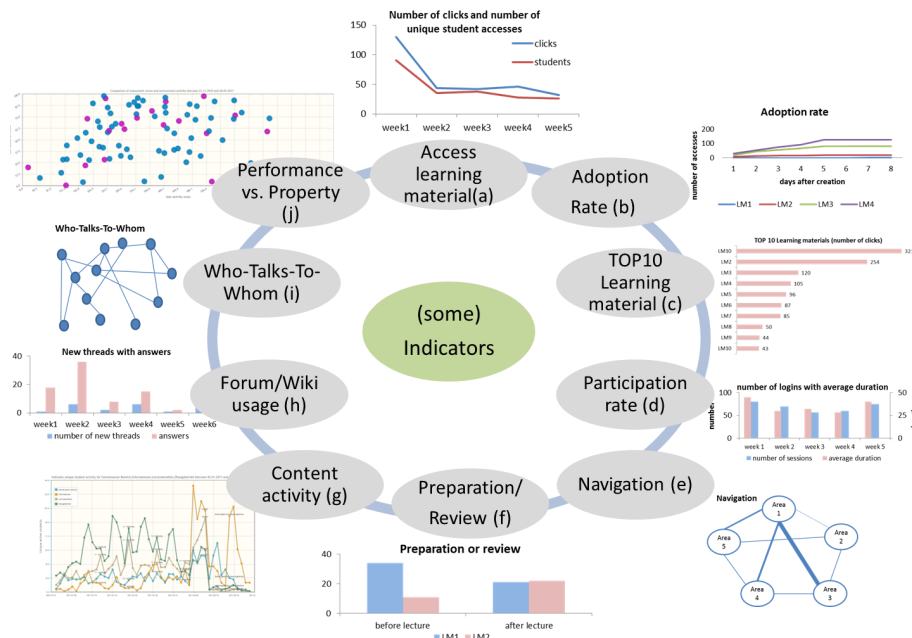 Number of clicks and number of
unique student accesses
150
100
50
0
clicks
students
week1 week2 week3 week4 week5
Access
learning
material(a)
Adoption rate
number of accesses
200
100
0
1 2 3 4 5 6 7 8
days after creation
LM1 LM2 LM3 LM4
Adoption
Rate (b)
TOP 10 Learning materials (number of clicks)
LM10
LM2 254
LM3 120
LM4 105
LM5 96
LM6 87
LM7 85
LM8 50
LM9 44
LM10 43
TOP10
Learning
material (c)
number of logins with average duration
100
50
0
50
25
0
week 1 week 2 week 3 week 4 week 5
number of sessions average duration
Participation
rate (d)
Navigation
Area
1
Area
2
Area
3
Area
4
Area
5
Navigation (e)
Preparation/
Review (f)
Preparation or review
40
20
0
before lecture after lecture
LM1 LM2
Content
activity (g)
Forum/Wiki
usage (h)
New threads with answers
40
20
0
week1 week2 week3 week4 week5 week6
number of new threads answers
Who-Talks-To-Whom
Who-Talks-To-
Whom (i)
Performance
vs. Property
(j)
(some)
Indicators